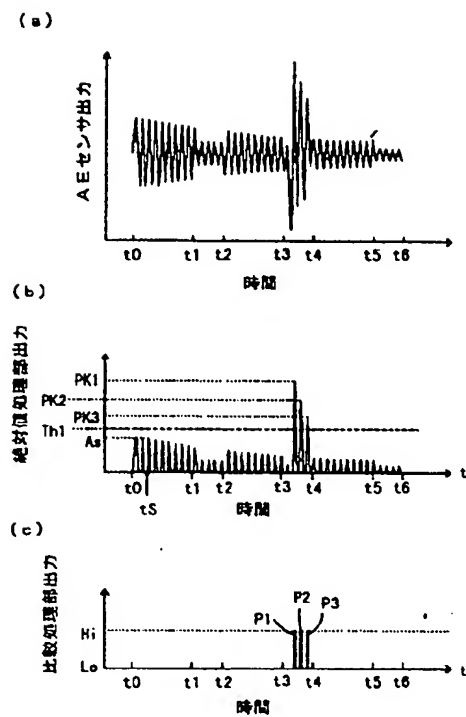 (a)
AEセンサ出力
t0 t1 t2 t3 t4 t5 t6
時間
(b)
絶対値処理部出力
PK1
PK2
PK3
Th1
As
t0 t1 t2 t3 t4 t5 t6 t
tS
時間
(c)
比較処理部出力
P1 P2 P3
Hi
Lo
t0 t1 t2 t3 t4 t5 t6 t
時間